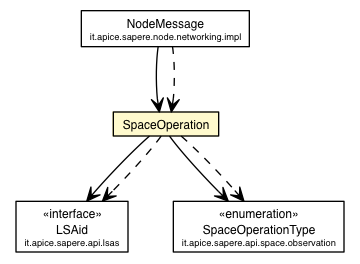 NodeMessage
it.apice.sapere.node.networking.impl
SpaceOperation
«interface»
LSAid
it.apice.sapere.api.lsas
«enumeration»
SpaceOperationType
it.apice.sapere.api.space.observation